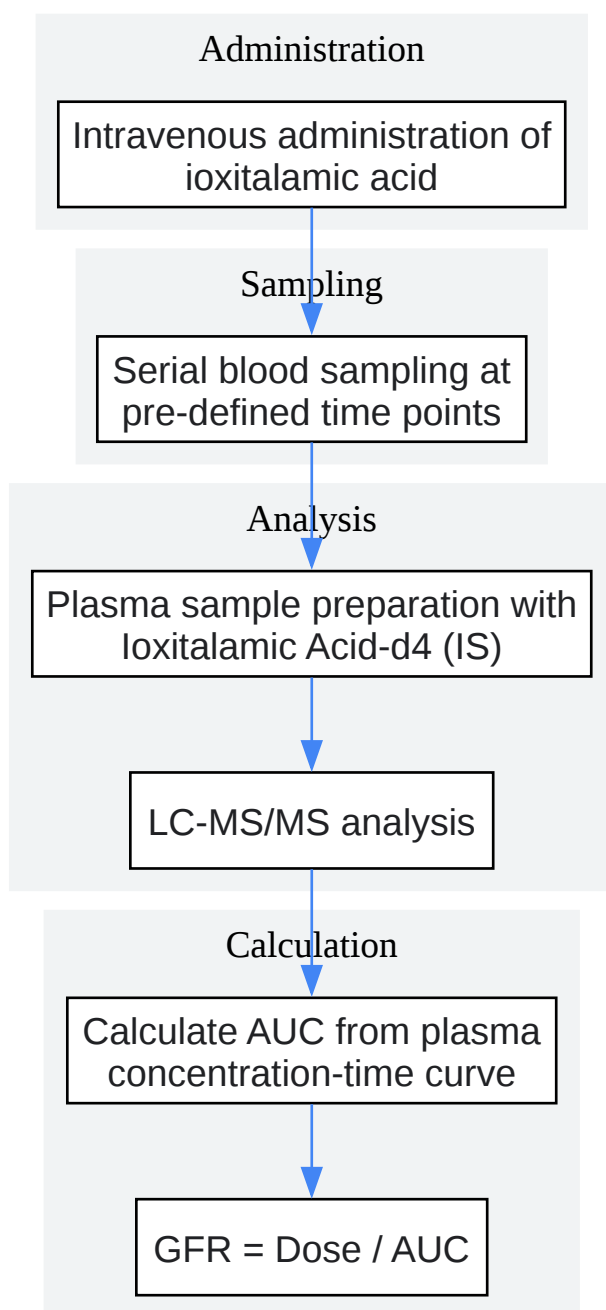 Administration
Intravenous administration of
ioxitalamic acid
Sampling
Serial blood sampling at
pre-defined time points
Analysis
Plasma sample preparation with
Ioxitalamic Acid-d4 (IS)
LC-MS/MS analysis
Calculation
Calculate AUC from plasma
concentration-time curve
GFR = Dose / AUC